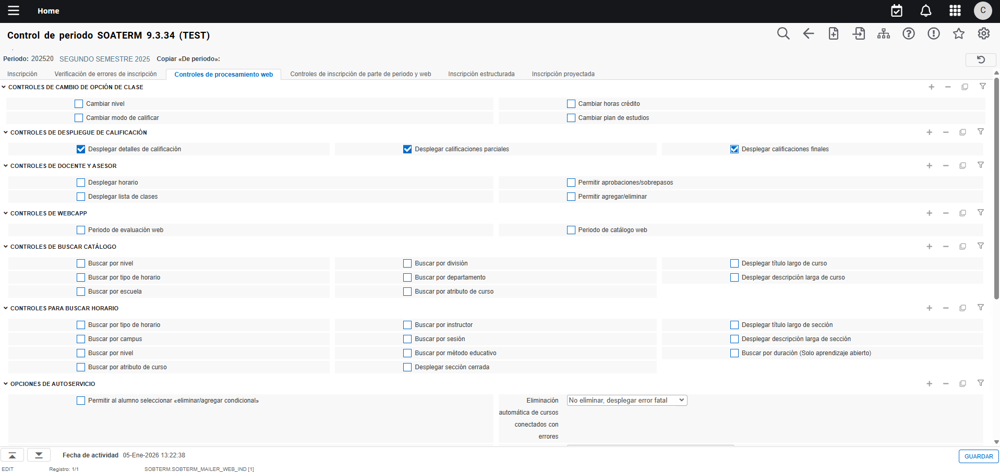 Home
C
Control de periodo SOATERM 9.3.34 (TEST)
Periodo: 202520 SEGUNDO SEMESTRE 2025 Copiar «De periodo»:
Inscripción Verificación de errores de inscripción Controles de procesamiento web Controles de inscripción de parte de periodo y web Inscripción estructurada Inscripción proyectada
CONTROLES DE CAMBIO DE OPCIÓN DE CLASE
Cambiar nivel Cambiar horas crédito
Cambiar modo de calificar Cambiar plan de estudios
CONTROLES DE DESPLIEGUE DE CALIFICACIÓN
Desplegar detalles de calificación Desplegar calificaciones parciales Desplegar calificaciones finales
CONTROLES DE DOCENTE Y ASESOR
Desplegar horario Permitir aprobaciones/sobrepasos
Desplegar lista de clases Permitir agregar/eliminar
CONTROLES DE WEBCAPP
Periodo de evaluación web Periodo de catálogo web
CONTROLES DE BUSCAR CATÁLOGO
Buscar por nivel Buscar por división Desplegar título largo de curso
Buscar por tipo de horario Buscar por departamento Desplegar descripción larga de curso
Buscar por escuela Buscar por atributo de curso
CONTROLES PARA BUSCAR HORARIO
Buscar por tipo de horario Buscar por instructor Desplegar título largo de sección
Buscar por campus Buscar por sesión Desplegar descripción larga de sección
Buscar por nivel Buscar por método educativo Buscar por duración (Solo aprendizaje abierto)
Buscar por atributo de curso Desplegar sección cerrada
OPCIONES DE AUTOSERVICIO
Permitir al alumno seleccionar «eliminar/agregar condicional» Eliminación No eliminar, desplegar error fatal
automática de cursos
conectados con
errores
Fecha de actividad 05-Ene-2026 13:22:38 GUARDAR
EDIT Registro: 1/1 SOBTERM.SOBTERM_MAILER_WEB_IND [1]